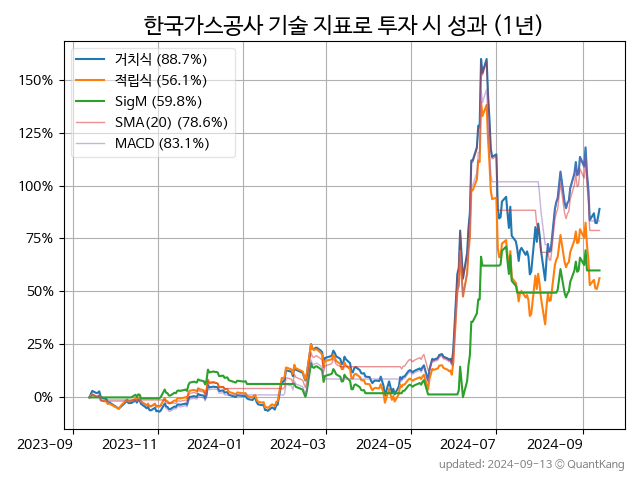 한국가스공사 기술 지표로 투자 시 성과 (1년)
거치식 (88.7%)
적립식 (56.1%)
SigM (59.8%)
SMA(20) (78.6%)
MACD (83.1%)
150%
125%
100%
75%
50%
25%
0%
2023-09 2023-11 2024-01 2024-03 2024-05 2024-07 2024-09
updated: 2024-09-13 © QuantKang